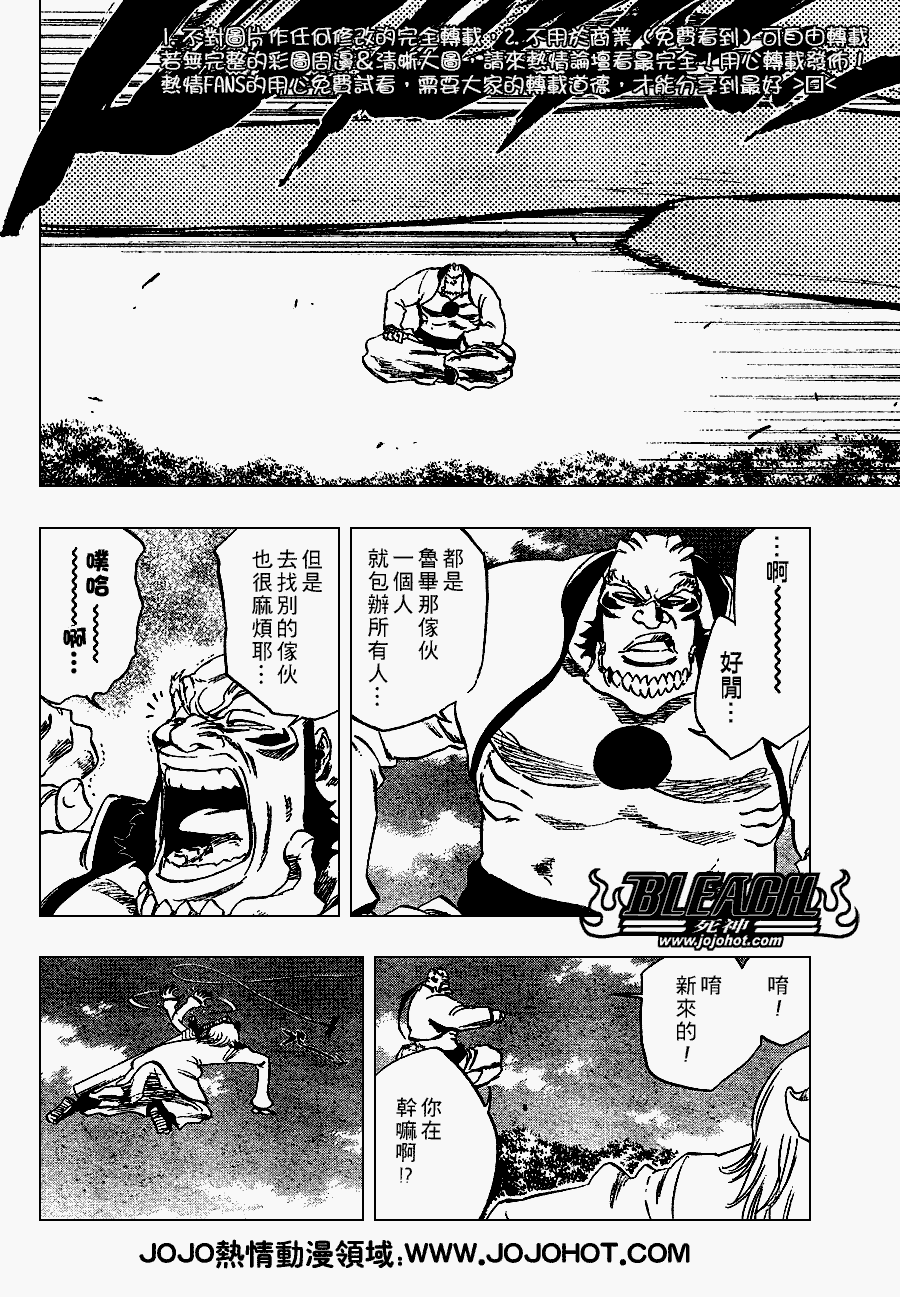 1. 不對圖片作任何修改的完全轉載。2. 不用於商業（免費看到）可自由轉載
若無完整的彩圖周漫&清晰大圖，請來熱情論壇看最完全！用心轉載發佈！
熱情FANS的用心免費試看，需要大家的轉載道德，才能分享到最好 >口<
…啊
好閒…
都是
魯畢那傢伙
一個人
就包辦所有人…
但是
去找別的傢伙
也很麻煩耶…
噗哈
啊…
BLEACH
死神
www.jojohot.com
唷！
唷
新來的！
你在
幹嘛啊!?
JOJO熱情動漫領域:WWW.JOJOHOT.COM